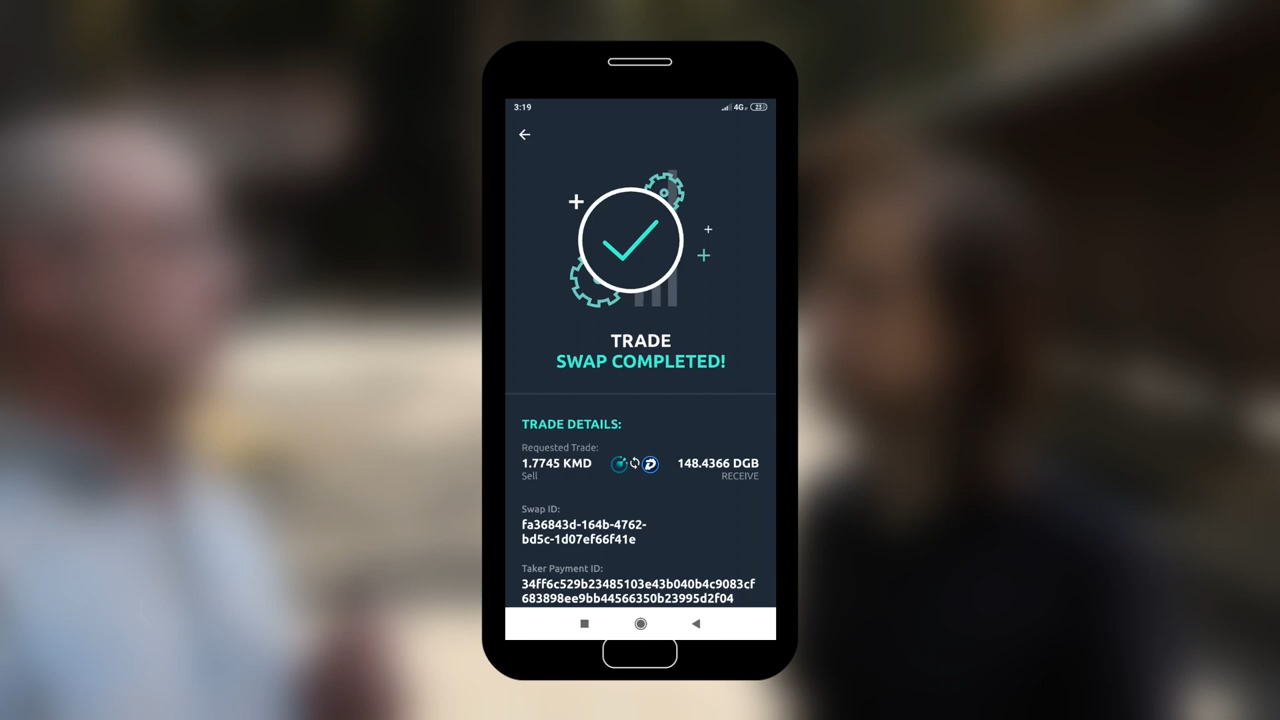 3:19 4G 23
TRADE
SWAP COMPLETED!
TRADE DETAILS:
Requested Trade:
1.7745 KMD 148.4366 DGB
Sell RECEIVE
Swap ID:
fa36843d-164b-4762-
bd5c-1d07ef66f41e
Taker Payment ID:
34ff6c529b23485103e43b040b4c9083cf
683898ee9bb44566350b23995d2f04